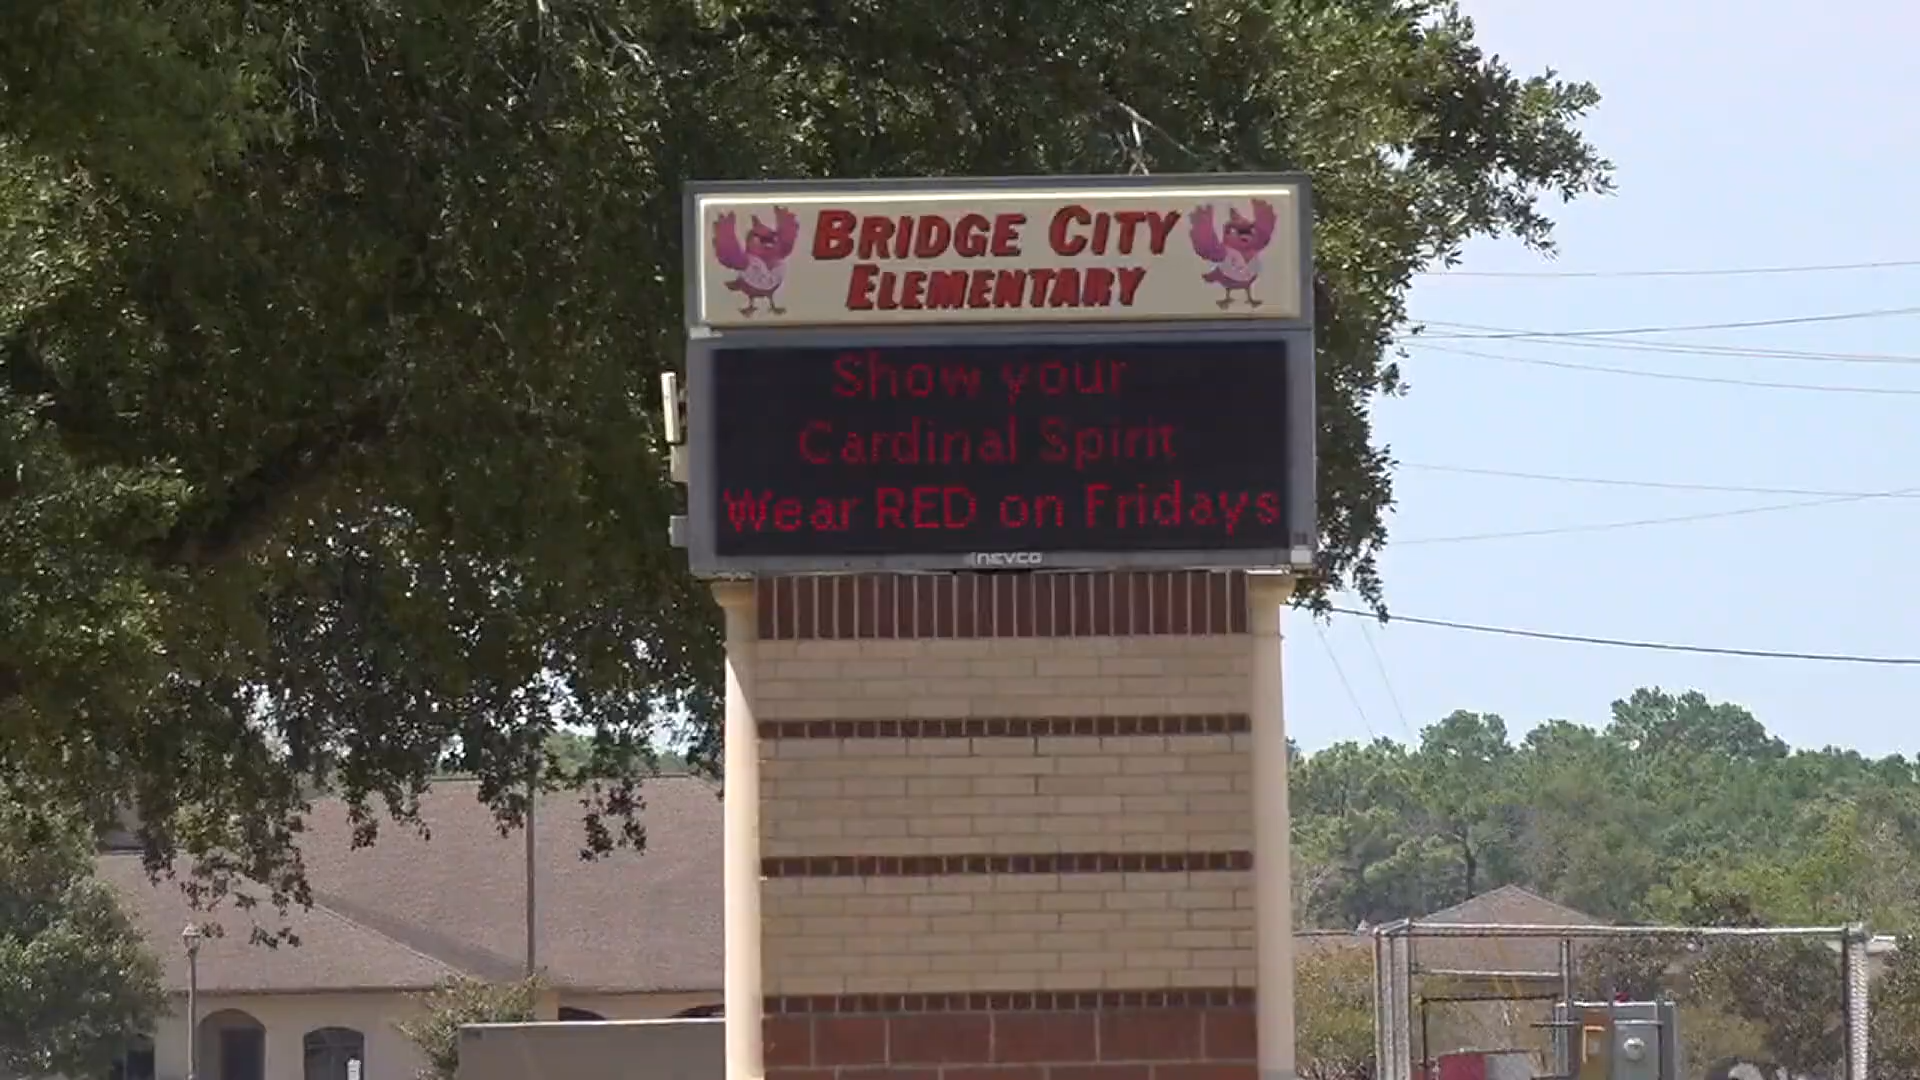 BRIDGE CITY
ELEMENTARY
Show your
Cardinal Spirit
Wear RED on Fridays
NEVCO